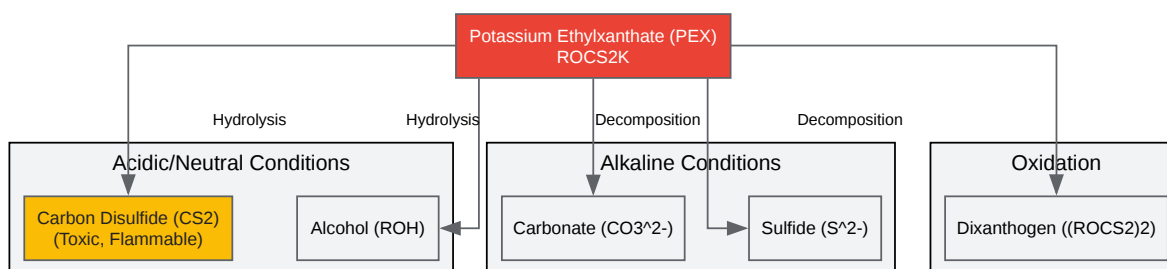 Potassium Ethylxanthate (PEX)
ROCS2K
Hydrolysis
Hydrolysis
Decomposition
Decomposition
Acidic/Neutral Conditions
Alkaline Conditions
Oxidation
Carbon Disulfide (CS2)
(Toxic, Flammable)
Alcohol (ROH)
Carbonate (CO3^2-)
Sulfide (S^2-)
Dixanthogen ((ROCS2)2)